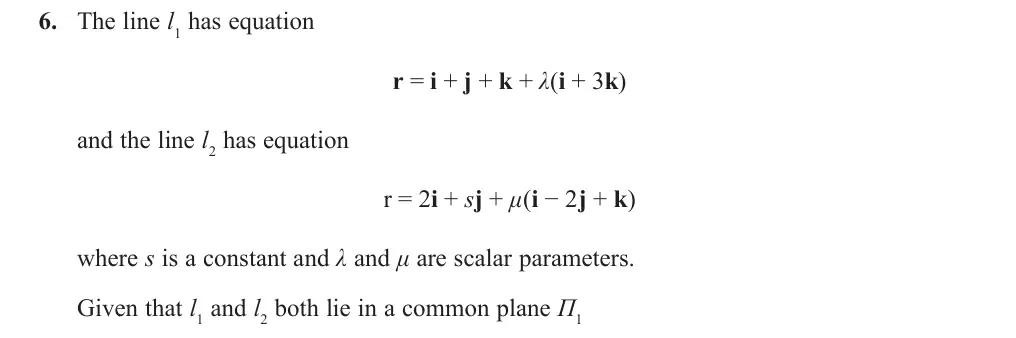 6. The line l₁ has equation
r = i + j + k + λ(i + 3k)
and the line l₂ has equation
r = 2i + sj + μ(i − 2j + k)
where s is a constant and λ and μ are scalar parameters.
Given that l₁ and l₂ both lie in a common plane Π₁